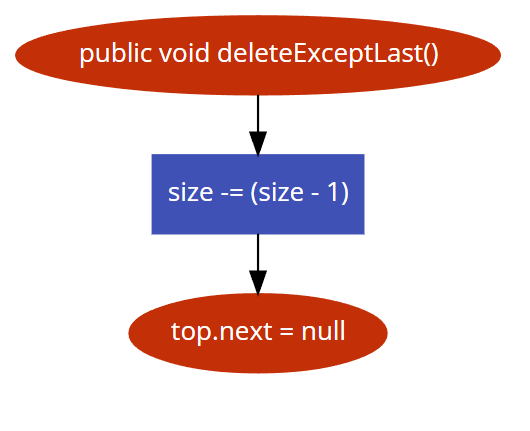 public void deleteExceptLast()
size -= (size - 1)
top.next = null